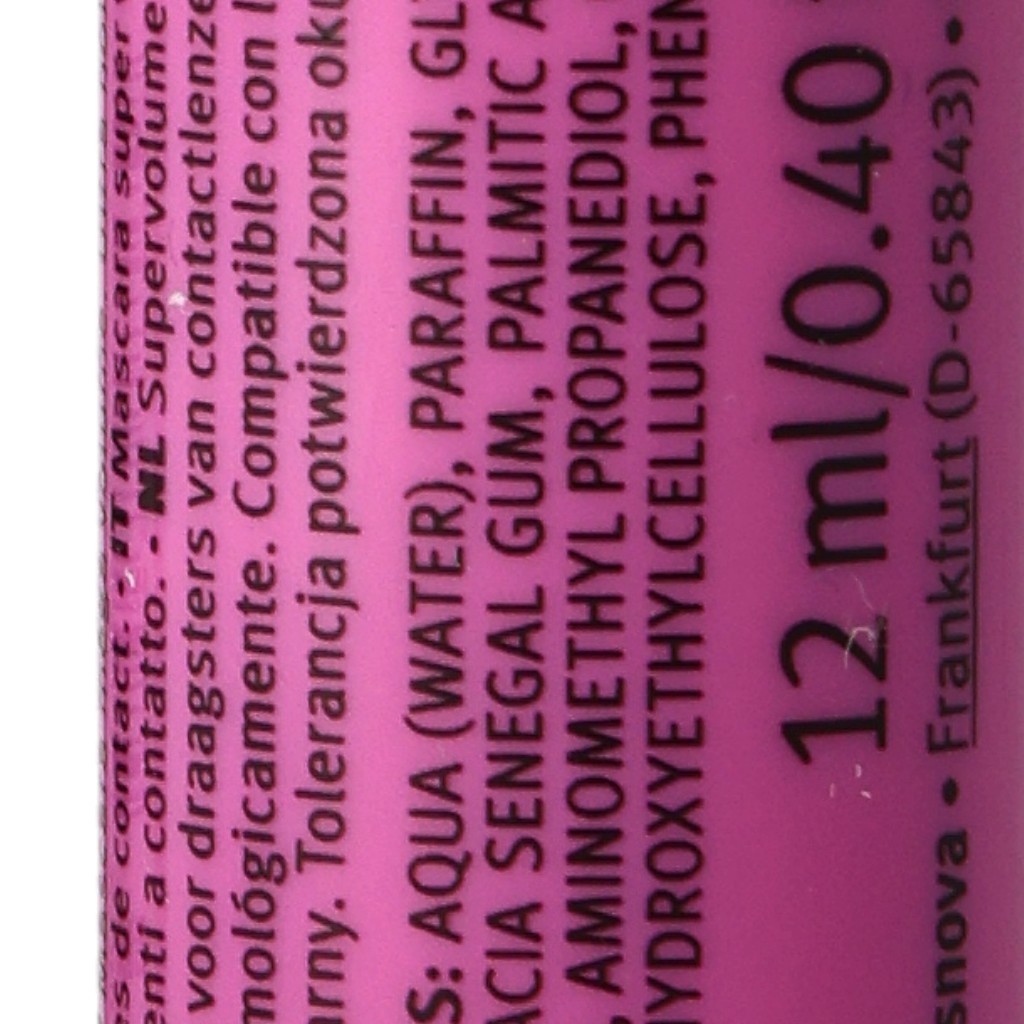 es de contact. - IT Mascara super
enti a contatto. - NL Supervolume
voor draagsters van contactlenze
mológicamente. Compatible con l
arny. Tolerancja potwierdzona oku
S: AQUA (WATER), PARAFFIN, GL
ACIA SENEGAL GUM, PALMITIC A
, AMINOMETHYL PROPANEDIOL,
YDROXYETHYLCELLULOSE, PHEN
12 ml/0.40
snova • Frankfurt (D-65843) •